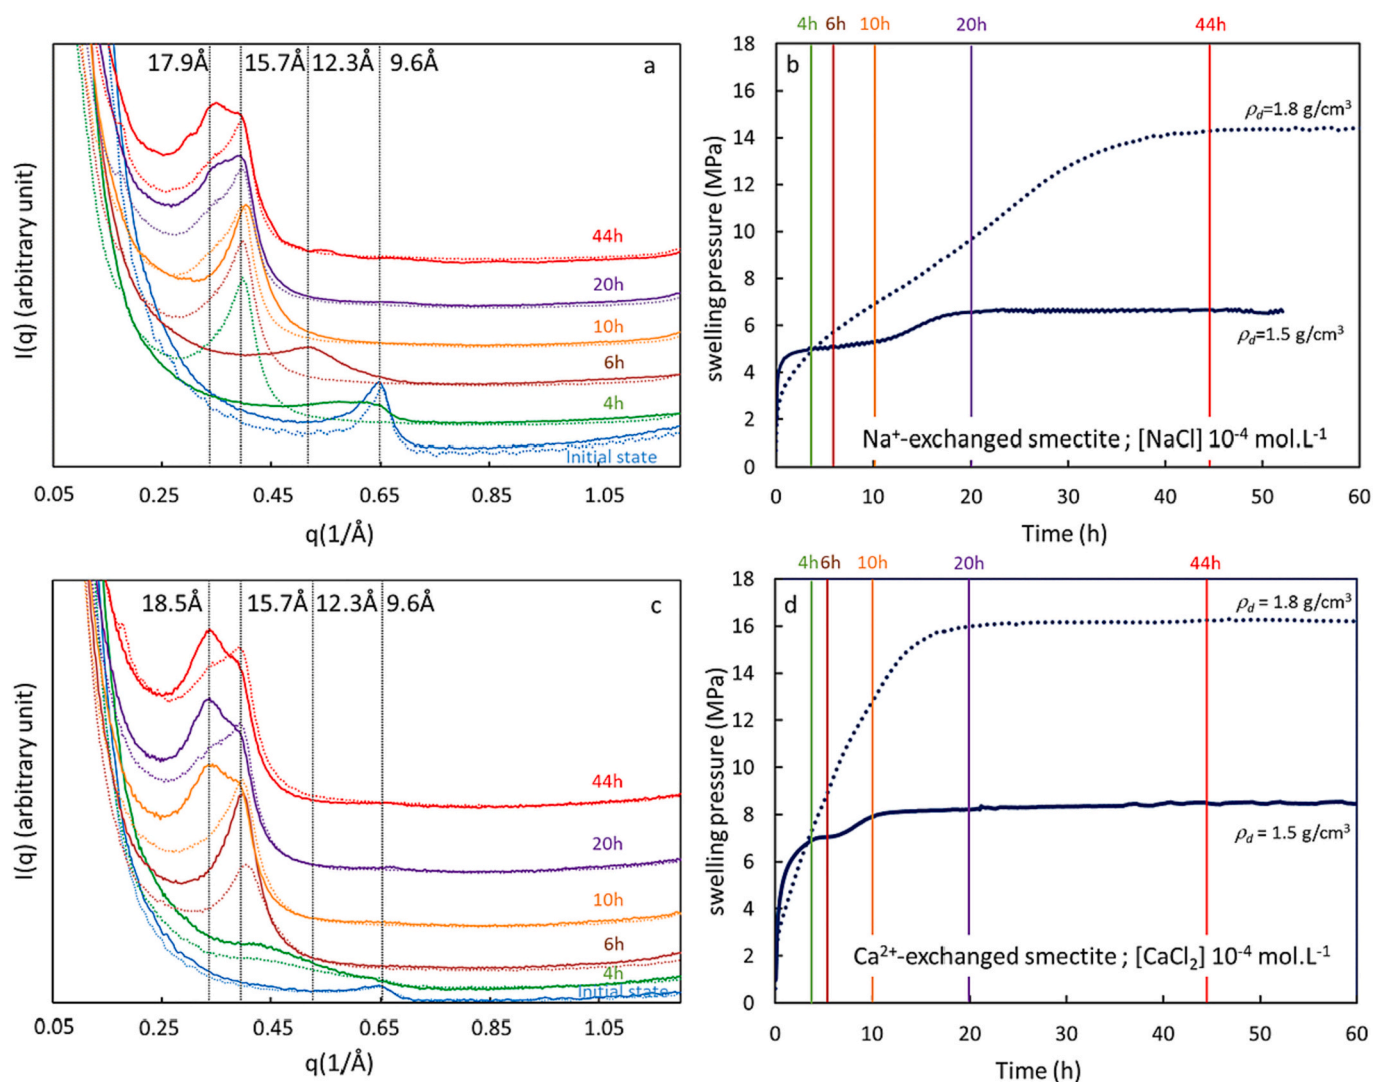 17.9Å 15.7Å 12.3Å 9.6Å a
I(q) (arbitrary unit)
44h
20h
10h
6h
4h
Initial state
0.05 0.25 0.45 0.65 0.85 1.05
q(1/Å)
4h 6h 10h 20h 44h
b
swelling pressure (MPa)
18
16
14
12
10
8
6
4
2
0
ρd=1.8 g/cm³
ρd=1.5 g/cm³
Na⁺-exchanged smectite ; [NaCl] 10⁻⁴ mol.L⁻¹
0 10 20 30 40 50 60
Time (h)
18.5Å 15.7Å 12.3Å 9.6Å c
I(q) (arbitrary unit)
44h
20h
10h
6h
4h
Initial state
0.05 0.25 0.45 0.65 0.85 1.05
q(1/Å)
4h 6h 10h 20h 44h
d
swelling pressure (MPa)
18
16
14
12
10
8
6
4
2
0
ρd = 1.8 g/cm³
ρd = 1.5 g/cm³
Ca²⁺-exchanged smectite ; [CaCl₂] 10⁻⁴ mol.L⁻¹
0 10 20 30 40 50 60
Time (h)